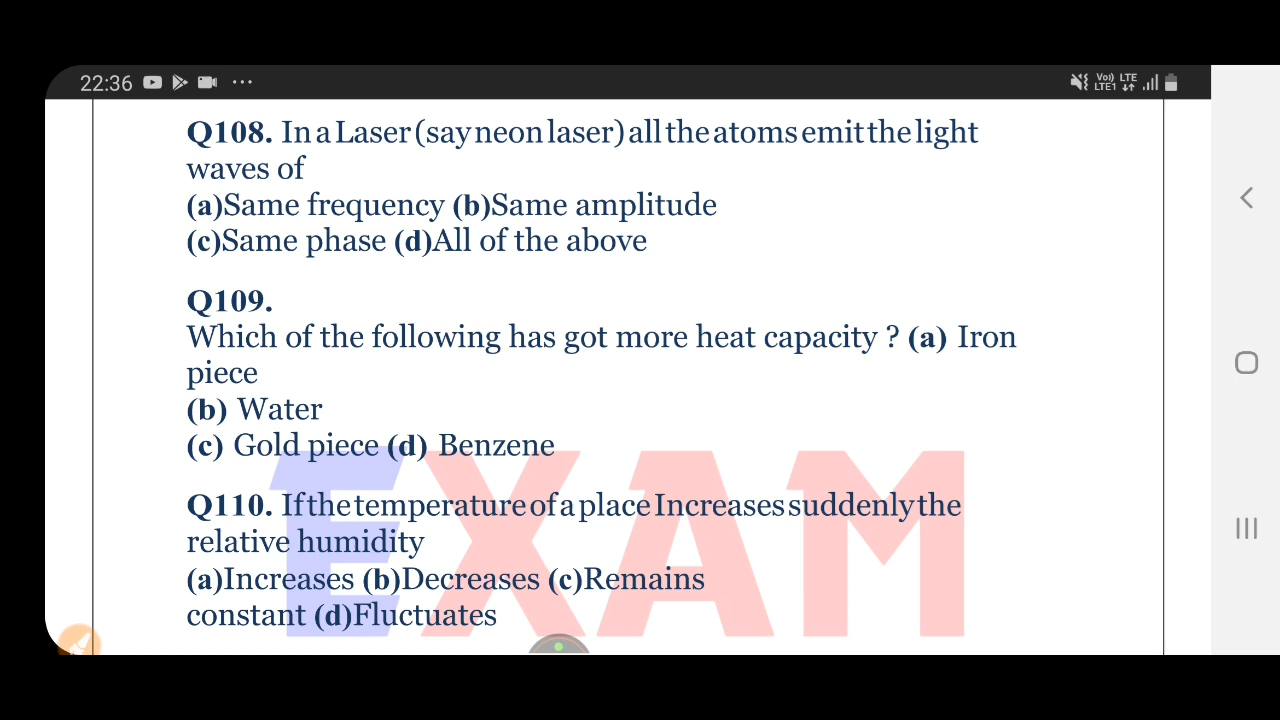 22:36
Vo) LTE
LTE1
Q108. In a Laser (say neon laser) all the atoms emit the light
waves of
(a)Same frequency (b)Same amplitude
(c)Same phase (d)All of the above
Q109.
Which of the following has got more heat capacity ? (a) Iron
piece
(b) Water
(c) Gold piece (d) Benzene
EXAM
Q110. If the temperature of a place Increases suddenly the
relative humidity
(a)Increases (b)Decreases (c)Remains
constant (d)Fluctuates